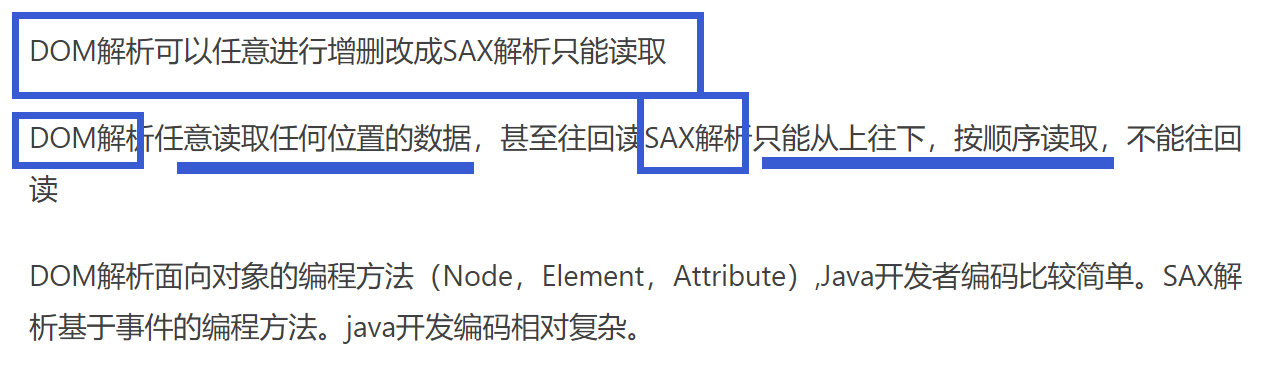 DOM解析可以任意进行增删改成SAX解析只能读取
DOM解析任意读取任何位置的数据，甚至往回读SAX解析只能从上往下，按顺序读取，不能往回
读
DOM解析面向对象的编程方法（Node，Element，Attribute）,Java开发者编码比较简单。SAX解
析基于事件的编程方法。java开发编码相对复杂。